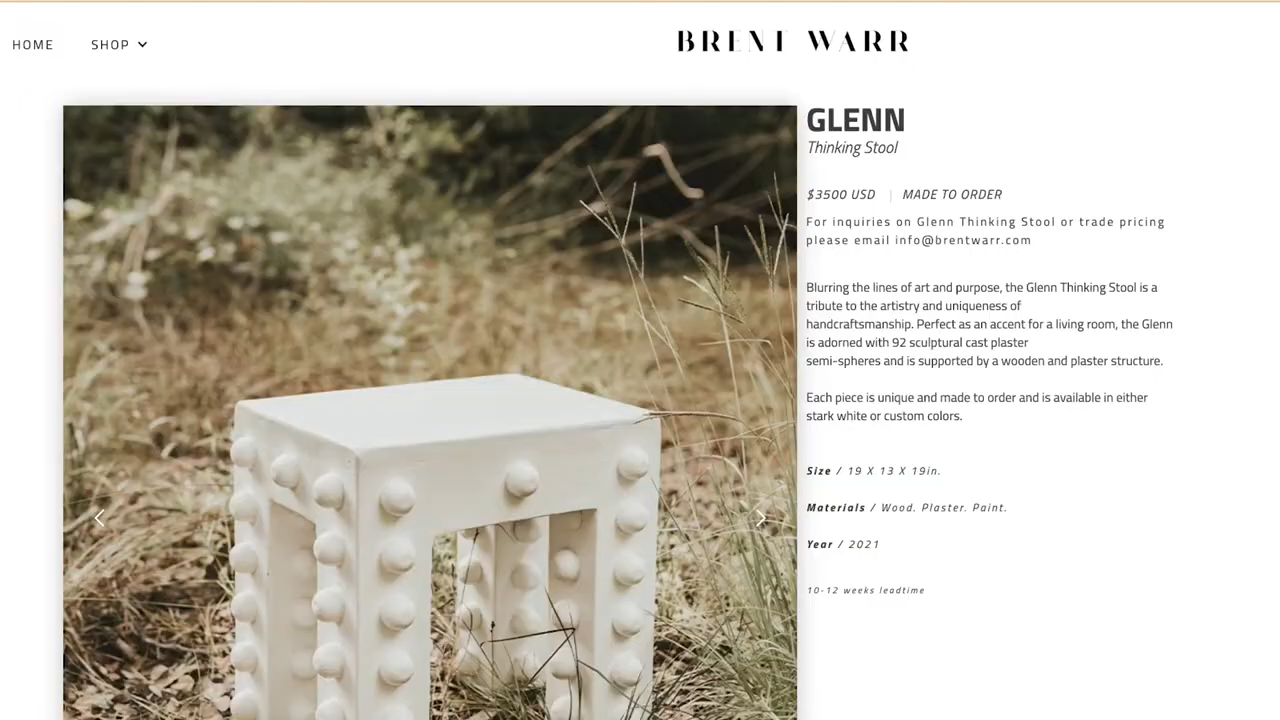 HOME
SHOP
BRENT WARR
GLENN
Thinking Stool
$3500 USD | MADE TO ORDER
For inquiries on Glenn Thinking Stool or trade pricing
please email info@brentwarr.com
Blurring the lines of art and purpose, the Glenn Thinking Stool is a
tribute to the artistry and uniqueness of
handcraftsmanship. Perfect as an accent for a living room, the Glenn
is adorned with 92 sculptural cast plaster
semi-spheres and is supported by a wooden and plaster structure.
Each piece is unique and made to order and is available in either
stark white or custom colors.
Size / 19 X 13 X 19in.
Materials / Wood. Plaster. Paint.
Year / 2021
10-12 weeks leadtime